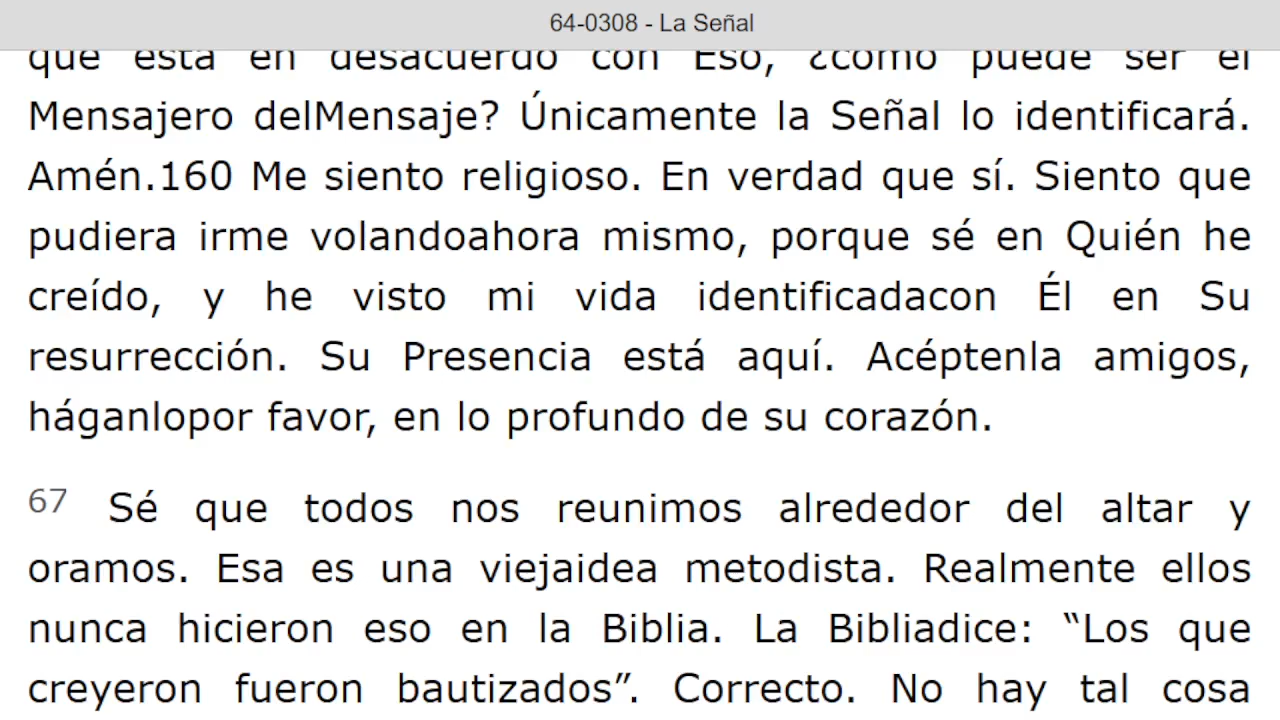 64-0308 - La Señal
que está en desacuerdo con Eso, ¿cómo puede ser el
Mensajero delMensaje? Únicamente la Señal lo identificará.
Amén.160 Me siento religioso. En verdad que sí. Siento que
pudiera irme volandoahora mismo, porque sé en Quién he
creído, y he visto mi vida identificadacon Él en Su
resurrección. Su Presencia está aquí. Acéptenla amigos,
háganlopor favor, en lo profundo de su corazón.
67 Sé que todos nos reunimos alrededor del altar y
oramos. Esa es una viejaidea metodista. Realmente ellos
nunca hicieron eso en la Biblia. La Bibliadice: “Los que
creyeron fueron bautizados”. Correcto. No hay tal cosa